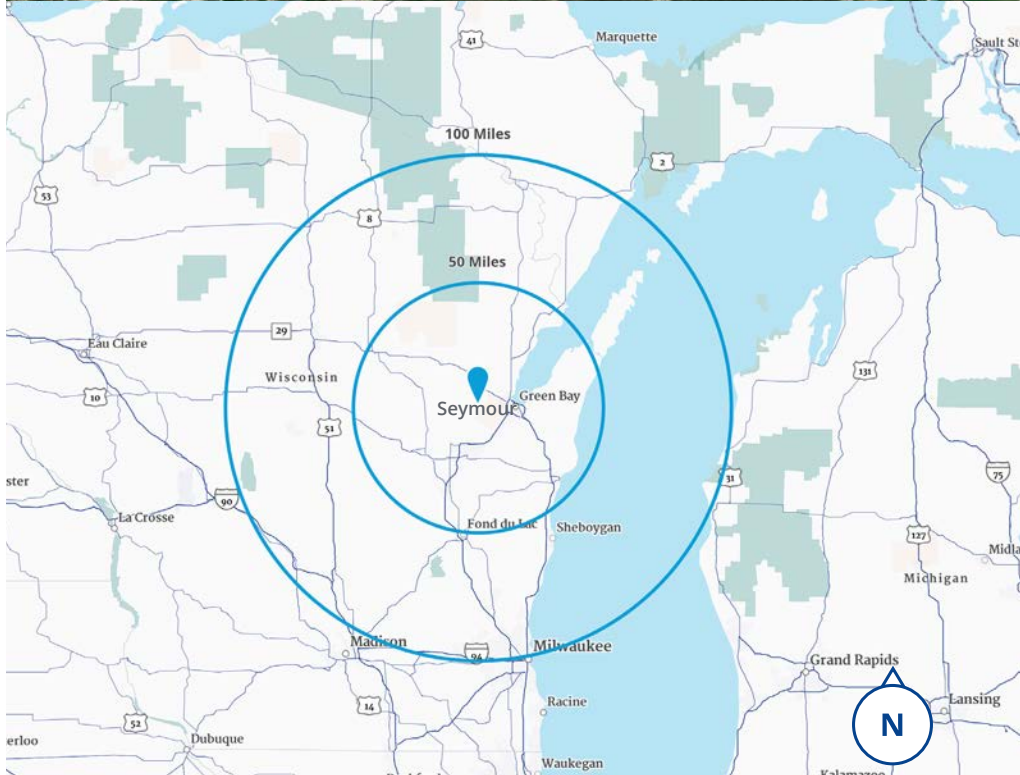 41
Marquette
Sault St
100 Miles
2
53
8
50 Miles
29
Eau Claire
Wisconsin
131
10
Green Bay
Seymour
51
31
75
ster
90
La Crosse
Fond du Lac
Sheboygan
127
Midla
Michigan
Madison
94
Milwaukee
Grand Rapids
14
Racine
Lansing
52
N
erloo
Dubuque
Waukegan
Kalamazoo